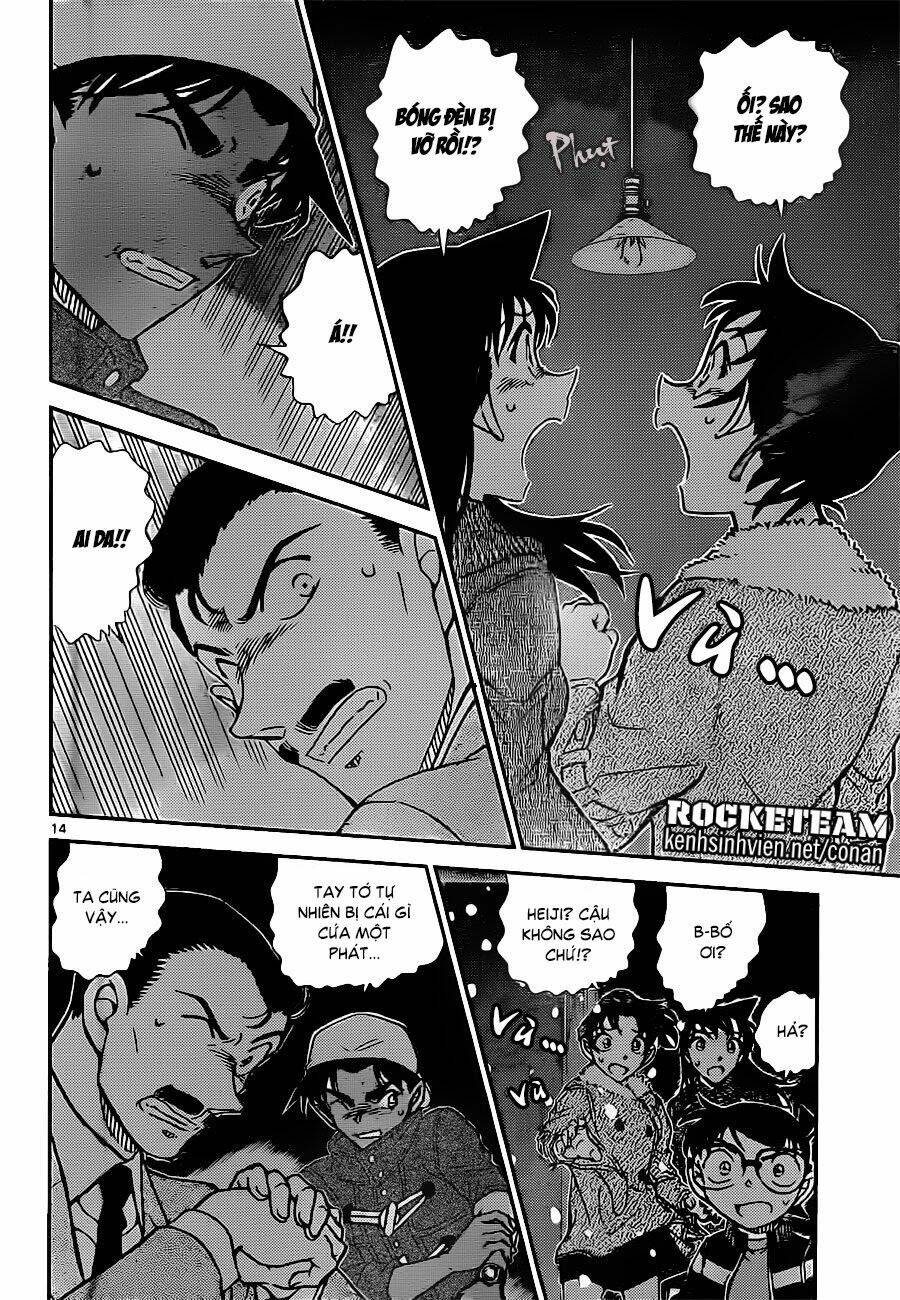 ỐI? SAO
THẾ NÀY?
Phụt
BÓNG ĐÈN BỊ
VỠ RỒI!?
Vù...
Á!!
AI DA!!
ROCKETEAM
kenhsinhvien.net/conan
14
B-BỐ
ƠI?
HẢ?
HEIJI? CẬU
KHÔNG SAO
CHỨ!?
Vù...
Vù...
TAY TỚ TỰ
NHIÊN BỊ CÁI GÌ
CỨA MỘT
PHÁT...
TA CŨNG
VẬY...